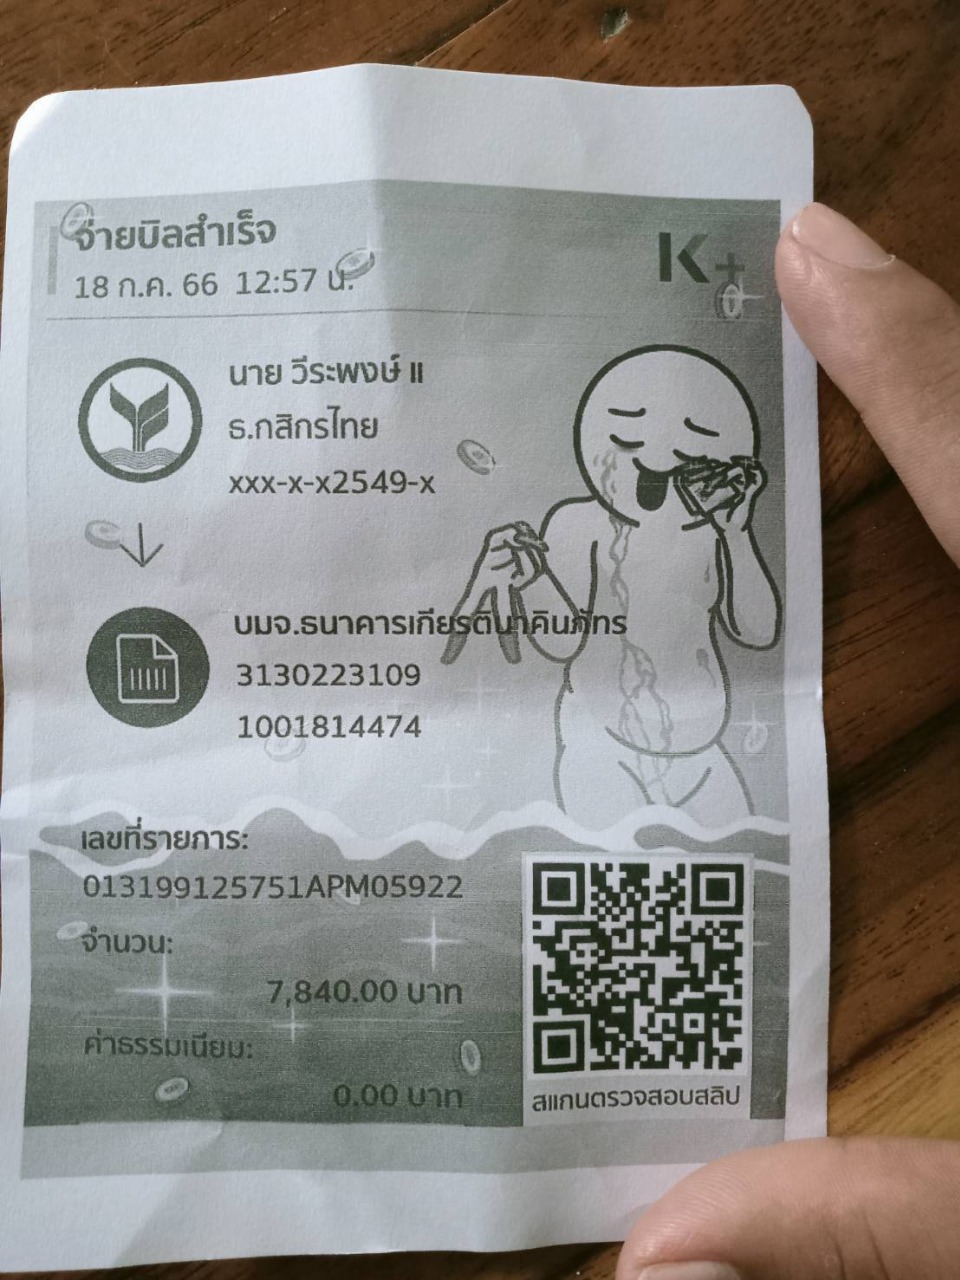 จ่ายบิลสำเร็จ
18 ก.ค. 66 12:57 น.
K+
นาย วีระพงษ์ แ
ธ.กสิกรไทย
xxx-x-x2549-x
บมจ.ธนาคารเกียรตินาคินภัทร
3130223109
1001814474
เลขที่รายการ:
013199125751APM05922
จำนวน:
7,840.00 บาท
ค่าธรรมเนียม:
0.00 บาท
สแกนตรวจสอบสลิป